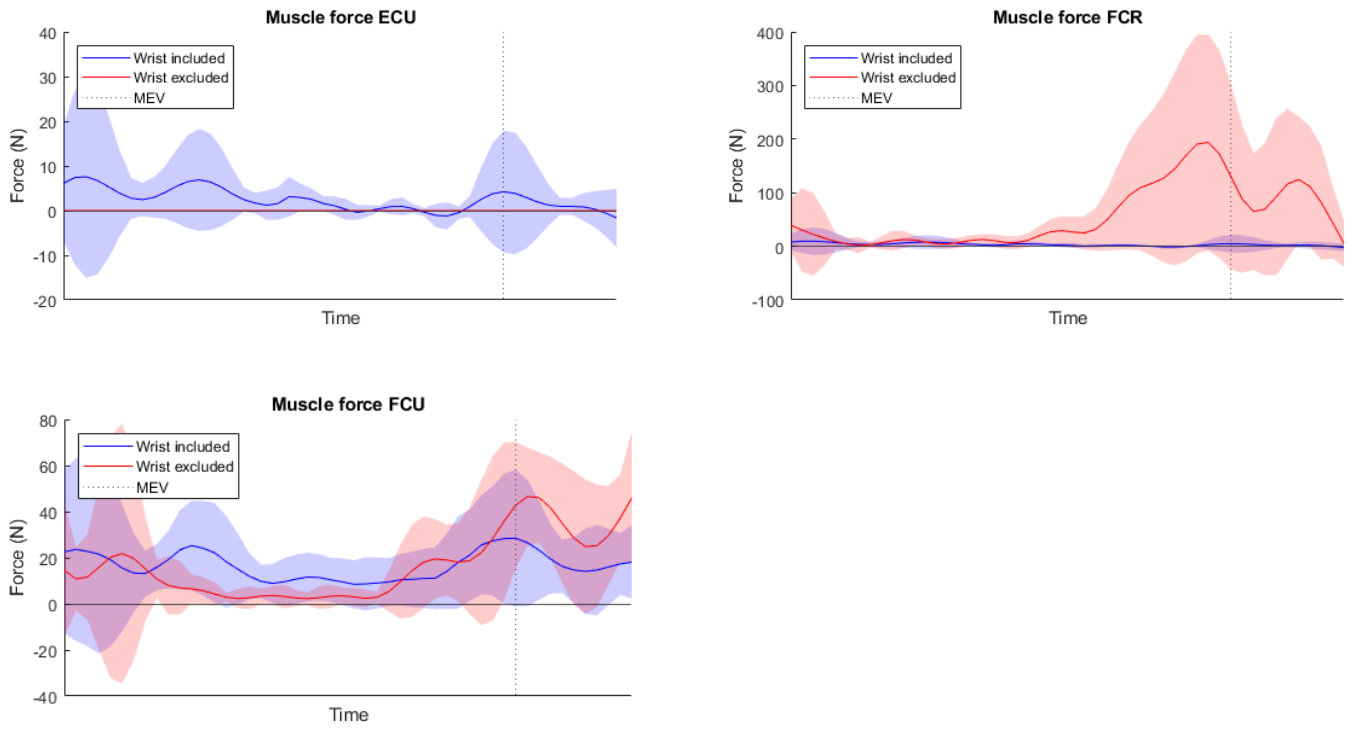 Muscle force ECU
40
30
20
10
0
-10
-20
Force (N)
Wrist included
Wrist excluded
MEV
Time
Muscle force FCR
400
300
200
100
0
-100
Force (N)
Wrist included
Wrist excluded
MEV
Time
Muscle force FCU
80
60
40
20
0
-20
-40
Force (N)
Wrist included
Wrist excluded
MEV
Time